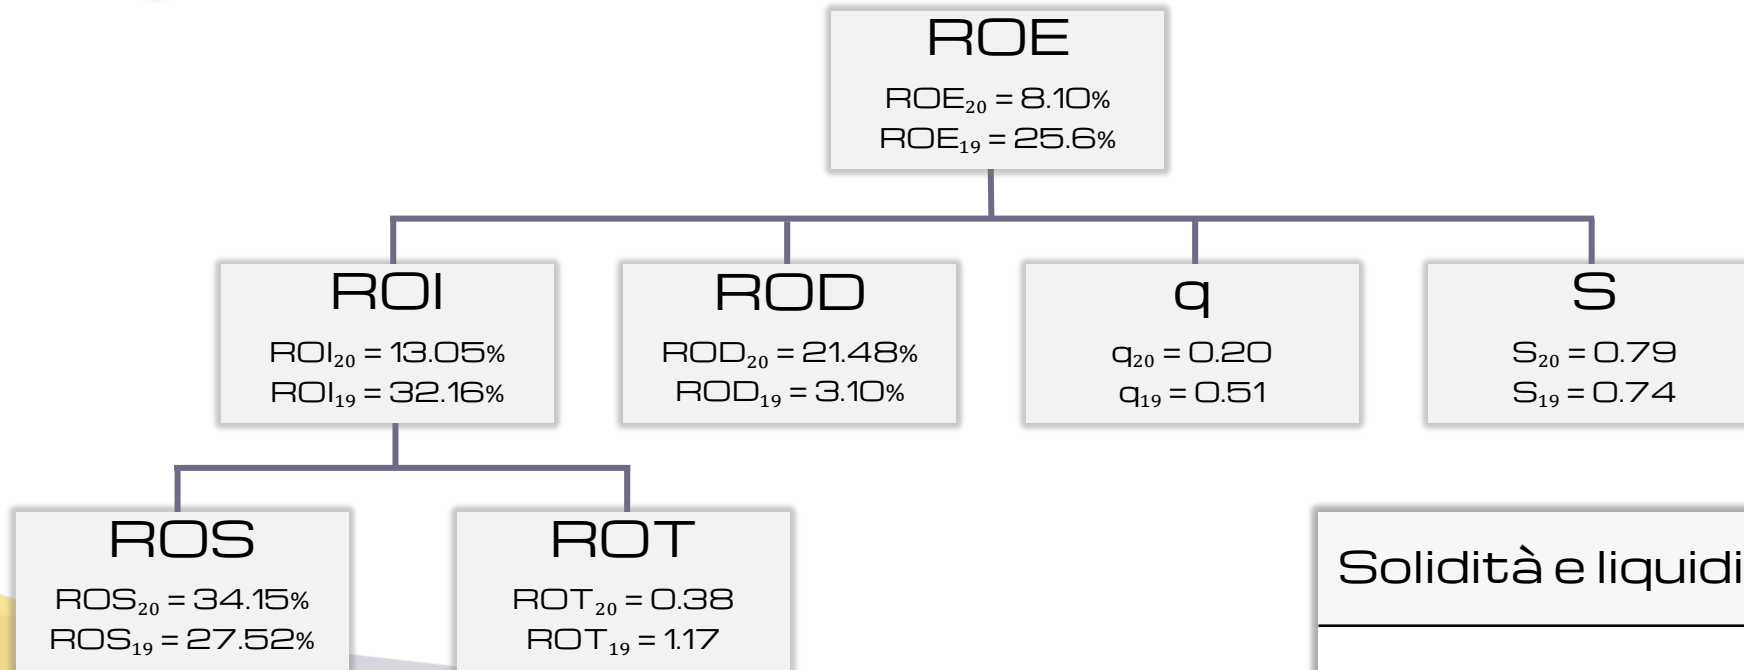 ROE
ROE₂₀ = 8.10%
ROE₁₉ = 25.6%
ROI
ROI₂₀ = 13.05%
ROI₁₉ = 32.16%
ROD
ROD₂₀ = 21.48%
ROD₁₉ = 3.10%
q
q₂₀ = 0.20
q₁₉ = 0.51
S
S₂₀ = 0.79
S₁₉ = 0.74
ROS
ROS₂₀ = 34.15%
ROS₁₉ = 27.52%
ROT
ROT₂₀ = 0.38
ROT₁₉ = 1.17
Solidità e liquidi